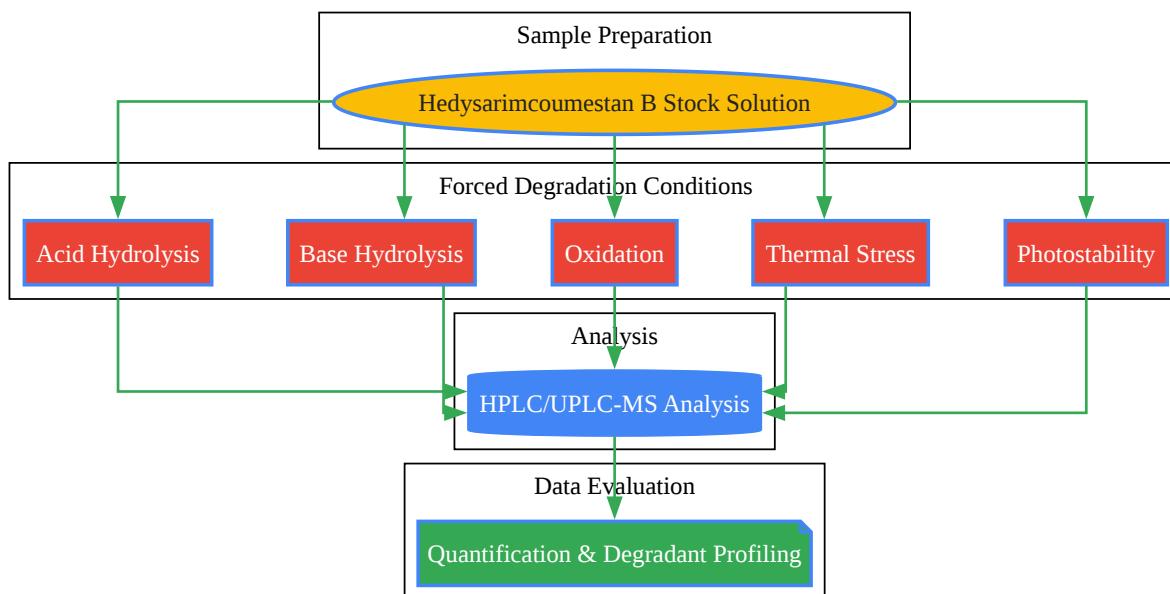 Sample Preparation
Hedysarimcoumestan B Stock Solution
Forced Degradation Conditions
Acid Hydrolysis
Base Hydrolysis
Oxidation
Thermal Stress
Photostability
Analysis
HPLC/UPLC-MS Analysis
Data Evaluation
Quantification & Degradant Profiling